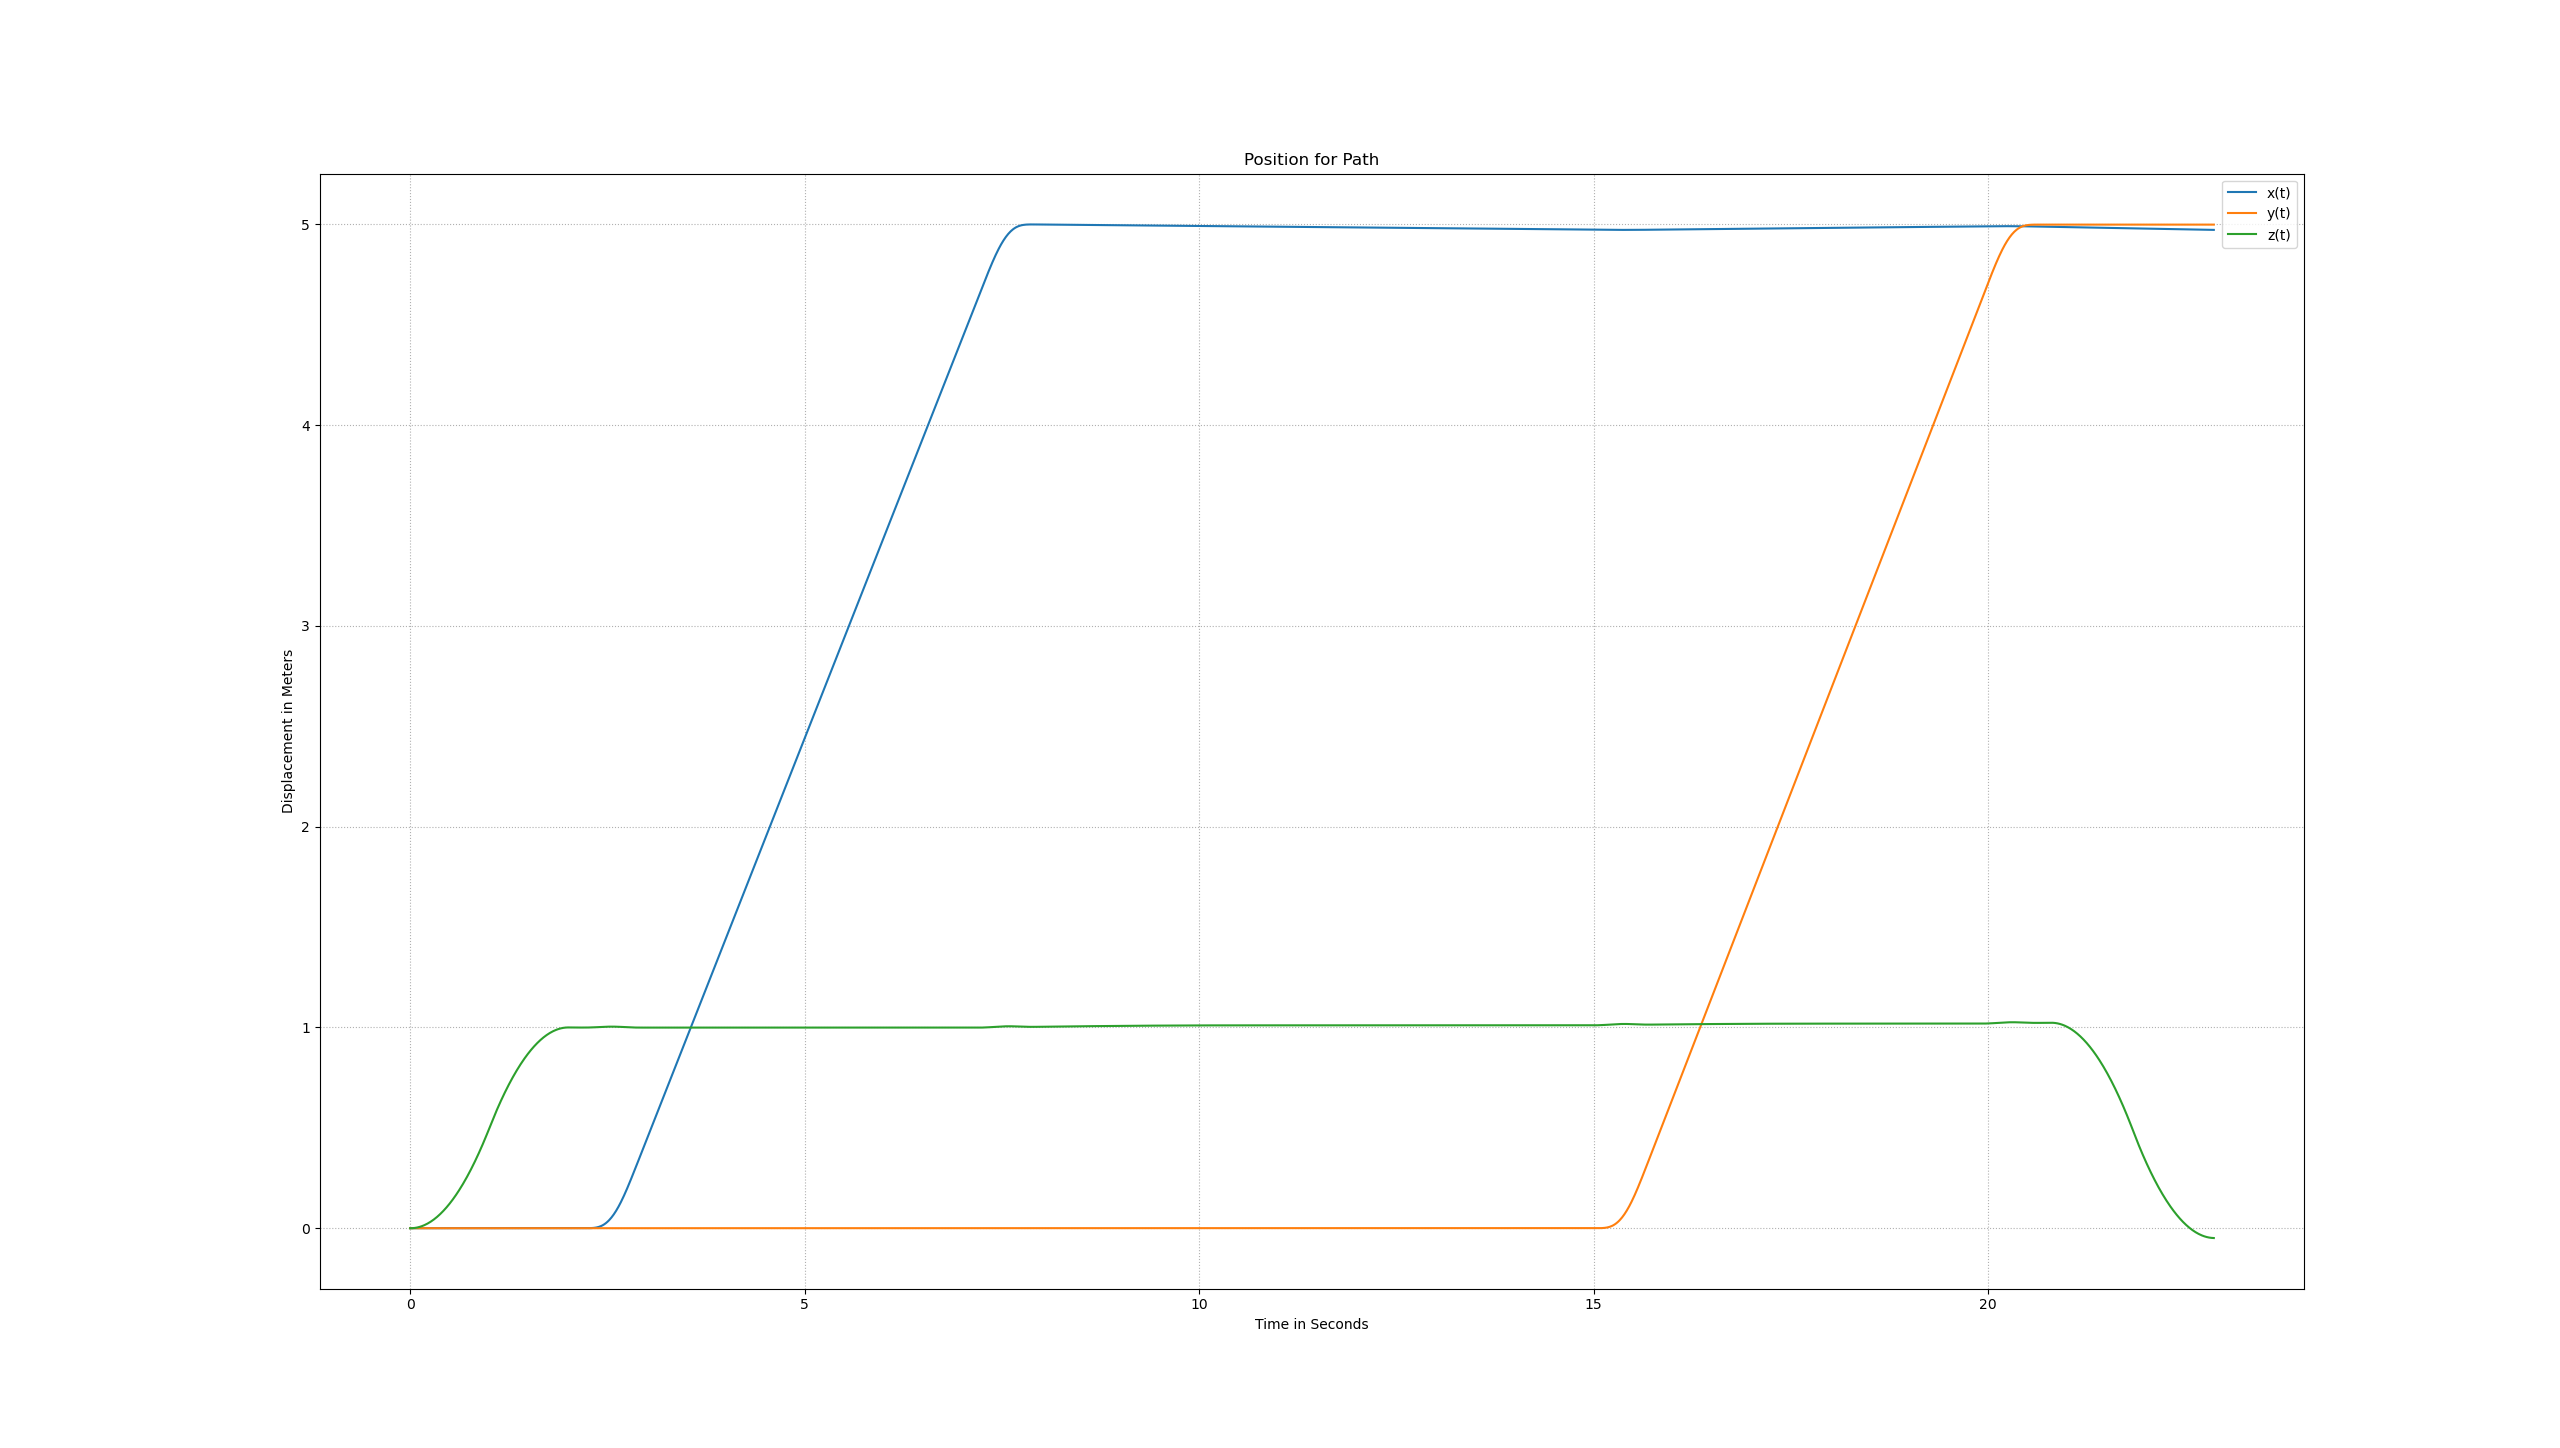 Position for Path
x(t)
y(t)
z(t)
5
4
3
2
1
0
Displacement in Meters
0 5 10 15 20
Time in Seconds